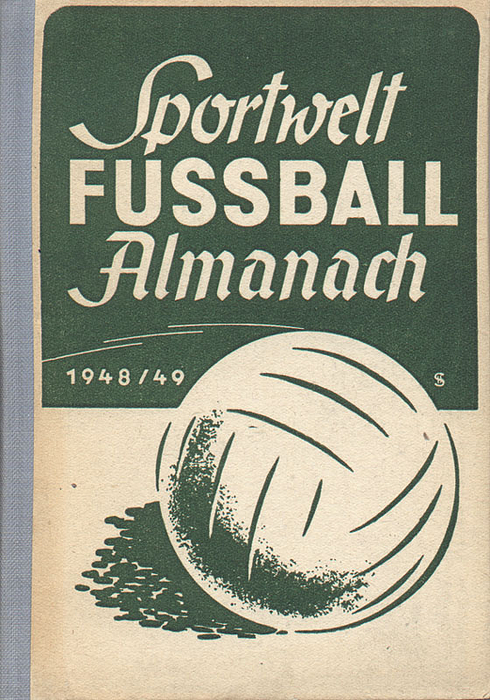 Sportwelt
FUSSBALL
Almanach
1948/49